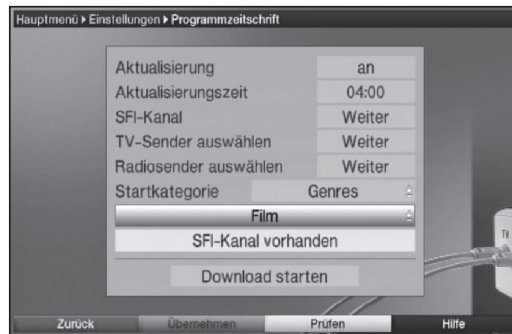 Hauptmenü ▸ Einstellungen ▸ Programmzeitschrift
Aktualisierung an
Aktualisierungszeit 04:00
SFI-Kanal Weiter
TV-Sender auswählen Weiter
Radiosender auswählen Weiter
Startkategorie Genres
Film
SFI-Kanal vorhanden
Download starten
TV
Zurück Übernehmen Prüfen Hilfe